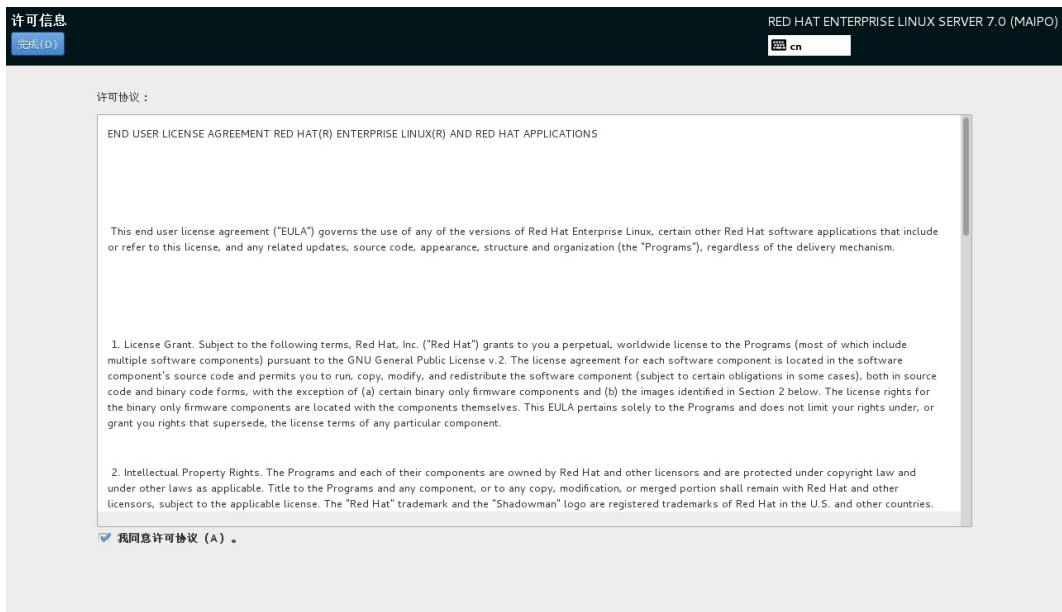 许可信息
RED HAT ENTERPRISE LINUX SERVER 7.0 (MAIPO)
完成(D)
cn
许可协议：
END USER LICENSE AGREEMENT RED HAT(R) ENTERPRISE LINUX(R) AND RED HAT APPLICATIONS
This end user license agreement ("EULA") governs the use of any of the versions of Red Hat Enterprise Linux, certain other Red Hat software applications that include
or refer to this license, and any related updates, source code, appearance, structure and organization (the "Programs"), regardless of the delivery mechanism.
1. License Grant. Subject to the following terms, Red Hat, Inc. ("Red Hat") grants to you a perpetual, worldwide license to the Programs (most of which include
multiple software components) pursuant to the GNU General Public License v.2. The license agreement for each software component is located in the software
component's source code and permits you to run, copy, modify, and redistribute the software component (subject to certain obligations in some cases), both in source
code and binary code forms, with the exception of (a) certain binary only firmware components and (b) the images identified in Section 2 below. The license rights for
the binary only firmware components are located with the components themselves. This EULA pertains solely to the Programs and does not limit your rights under, or
grant you rights that supersede, the license terms of any particular component.
2. Intellectual Property Rights. The Programs and each of their components are owned by Red Hat and other licensors and are protected under copyright law and
under other laws as applicable. Title to the Programs and any component, or to any copy, modification, or merged portion shall remain with Red Hat and other
licensors, subject to the applicable license. The "Red Hat" trademark and the "Shadowman" logo are registered trademarks of Red Hat in the U.S. and other countries.
我同意许可协议（A）。